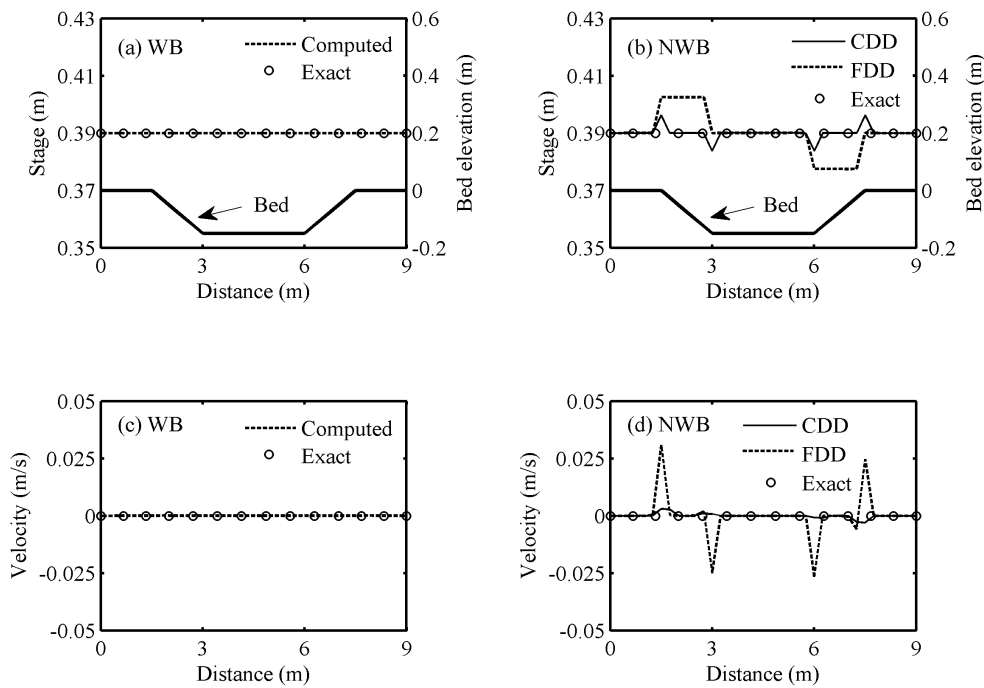 (a) WB
Computed
Exact
0.43
0.41
0.39
0.37
0.35
Stage (m)
0.6
0.4
0.2
0
-0.2
Bed elevation (m)
Bed
0
3
6
9
Distance (m)
(b) NWB
CDD
FDD
Exact
0.43
0.41
0.39
0.37
0.35
Stage (m)
0.6
0.4
0.2
0
-0.2
Bed elevation (m)
Bed
0
3
6
9
Distance (m)
(c) WB
Computed
Exact
0.05
0.025
0
-0.025
-0.05
Velocity (m/s)
0
3
6
9
Distance (m)
(d) NWB
CDD
FDD
Exact
0.05
0.025
0
-0.025
-0.05
Velocity (m/s)
0
3
6
9
Distance (m)